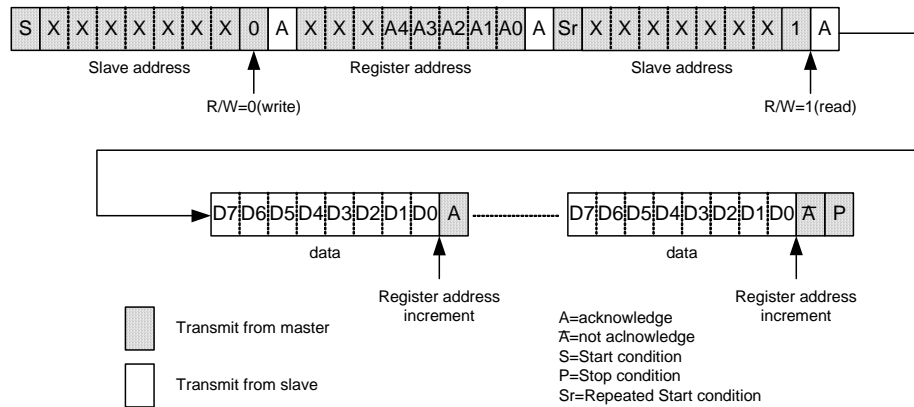 S X X X X X X X 0 A X X X A4 A3 A2 A1 A0 A Sr X X X X X X X 1 A
Slave address Register address Slave address
R/W=0(write) R/W=1(read)
D7 D6 D5 D4 D3 D2 D1 D0 A D7 D6 D5 D4 D3 D2 D1 D0 A̅ P
data data
Register address
increment
Register address
increment
Transmit from master
Transmit from slave
A=acknowledge
A̅=not aclnowledge
S=Start condition
P=Stop condition
Sr=Repeated Start condition